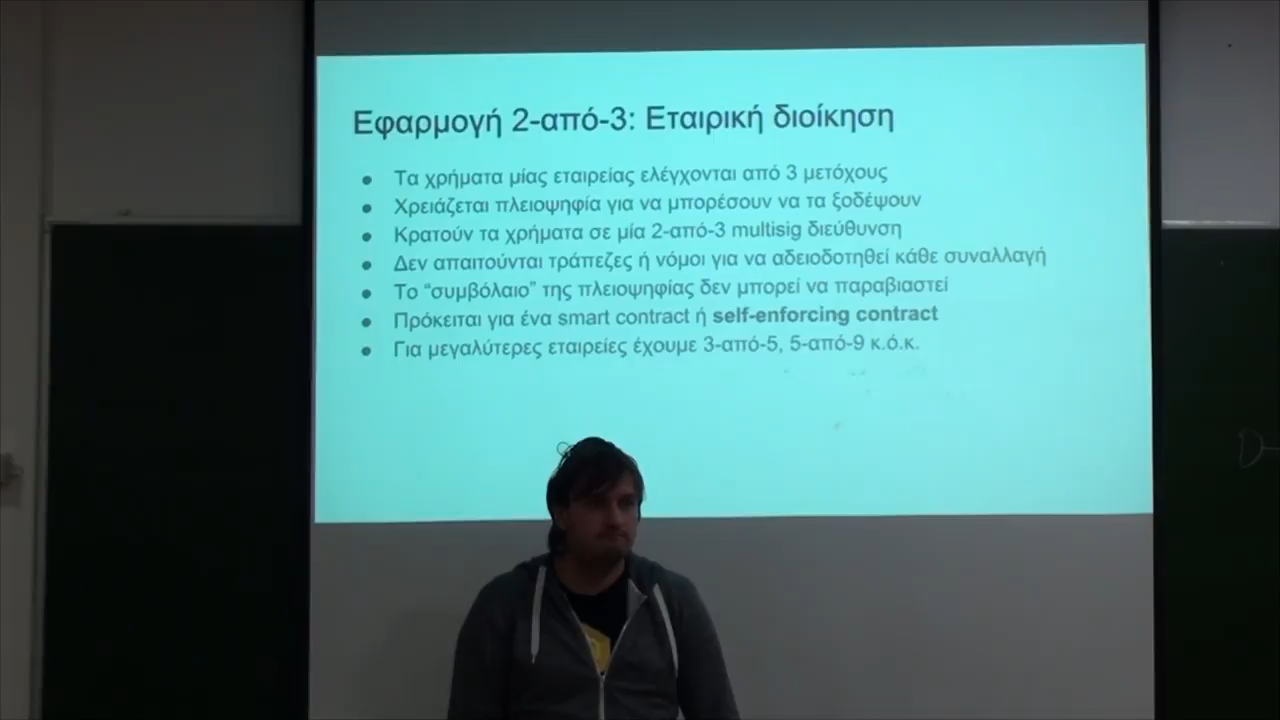 Εφαρμογή 2-από-3: Εταιρική διοίκηση
● Τα χρήματα μίας εταιρείας ελέγχονται από 3 μετόχους
● Χρειάζεται πλειοψηφία για να μπορέσουν να τα ξοδέψουν
● Κρατούν τα χρήματα σε μία 2-από-3 multisig διεύθυνση
● Δεν απαιτούνται τράπεζες ή νόμοι για να αδειοδοτηθεί κάθε συναλλαγή
● Το “συμβόλαιο” της πλειοψηφίας δεν μπορεί να παραβιαστεί
● Πρόκειται για ένα smart contract ή self-enforcing contract
● Για μεγαλύτερες εταιρείες έχουμε 3-από-5, 5-από-9 κ.ό.κ.